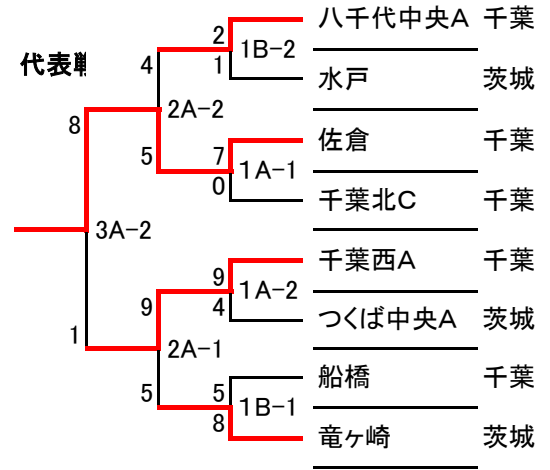 2 八千代中央A 千葉
4 1B-2
代表戦 1 水戸 茨城
8 2A-2
5 7 佐倉 千葉
1A-1
0 千葉北C 千葉
3A-2
9 千葉西A 千葉
9 1A-2
4 つくば中央A 茨城
1 2A-1
5 5 船橋 千葉
1B-1
8 竜ヶ崎 茨城